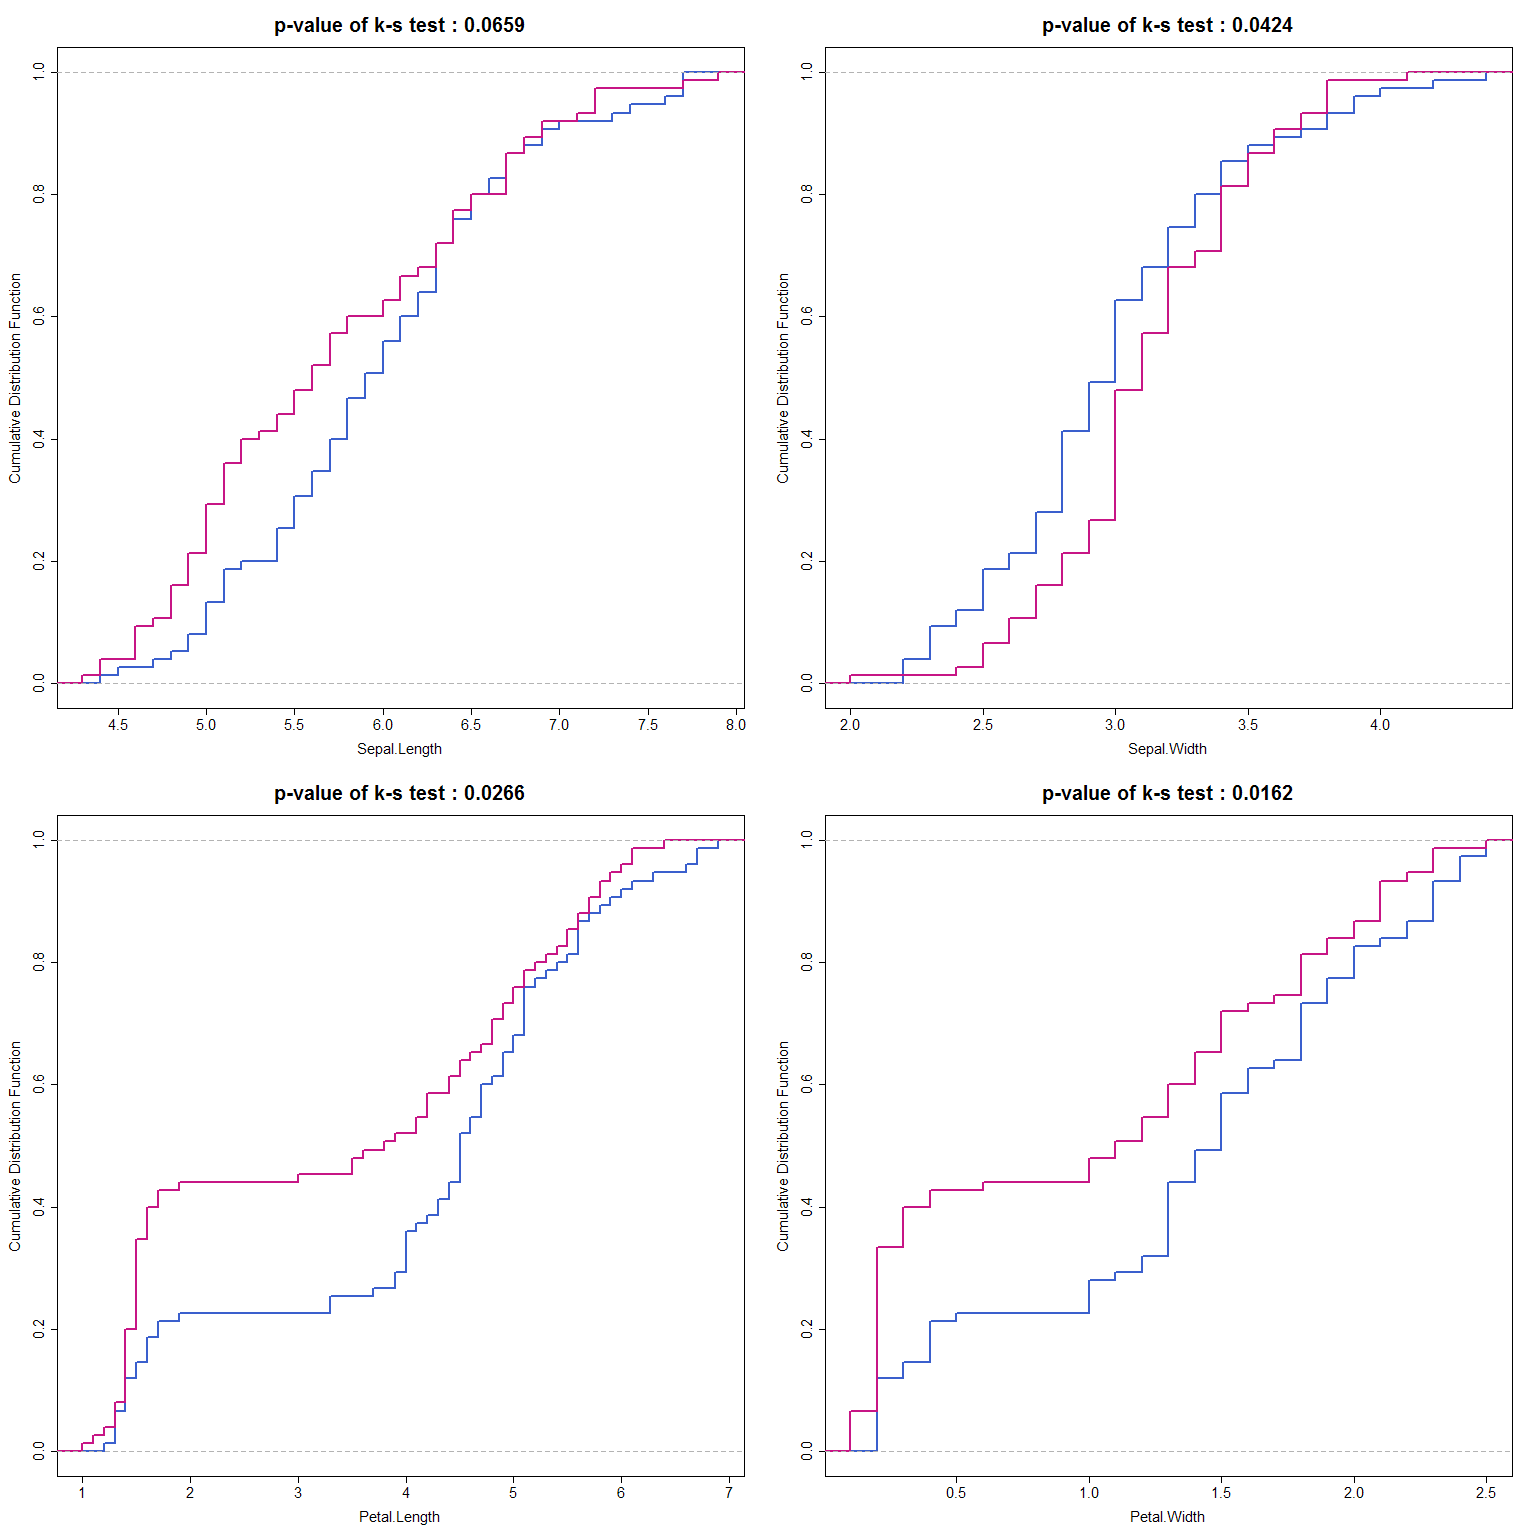 p-value of k-s test : 0.0659
Cumulative Distribution Function
0.0 0.2 0.4 0.6 0.8 1.0
4.5 5.0 5.5 6.0 6.5 7.0 7.5 8.0
Sepal.Length
p-value of k-s test : 0.0424
Cumulative Distribution Function
0.0 0.2 0.4 0.6 0.8 1.0
2.0 2.5 3.0 3.5 4.0
Sepal.Width
p-value of k-s test : 0.0266
Cumulative Distribution Function
0.0 0.2 0.4 0.6 0.8 1.0
1 2 3 4 5 6 7
Petal.Length
p-value of k-s test : 0.0162
Cumulative Distribution Function
0.0 0.2 0.4 0.6 0.8 1.0
0.5 1.0 1.5 2.0 2.5
Petal.Width